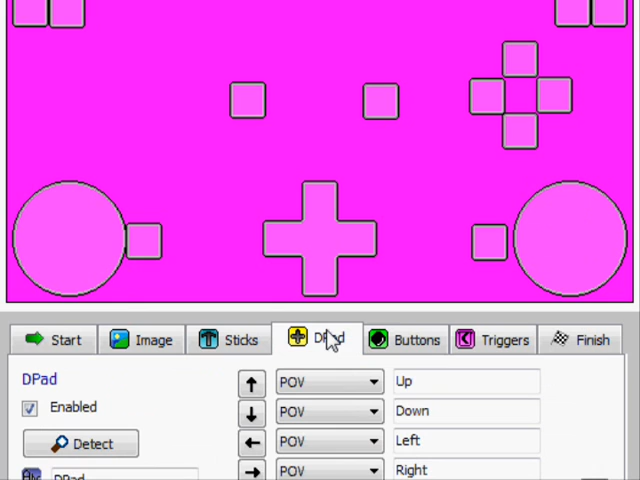 Start Image Sticks DPad Buttons Triggers Finish
DPad
POV Up
Enabled
POV Down
Detect
POV Left
Abc DPad
POV Right